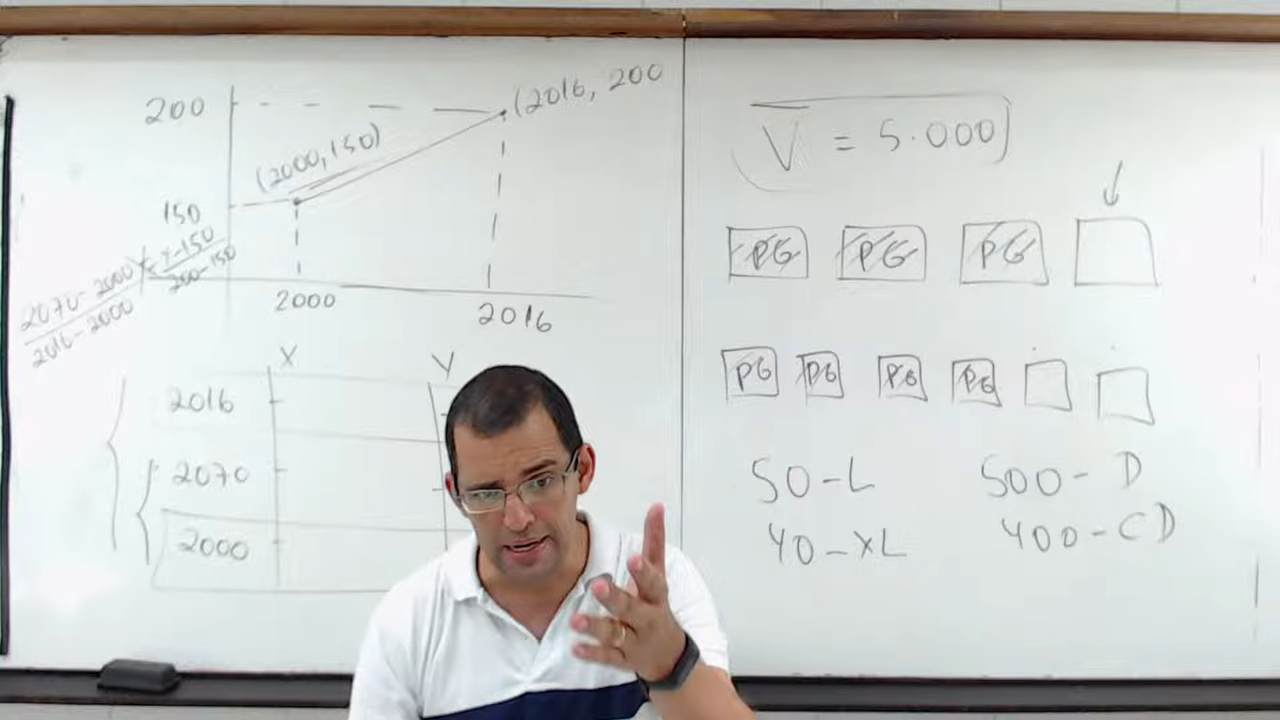 200
(2016, 200
(2000, 150)
150
2070-2000
2016-2000
Y-150
200-150
2000
2016
X Y
2016
2070
2000
V = 5.000
PG PG PG
PG PG PG PG
50-L 500-D
40-XL 400-CD